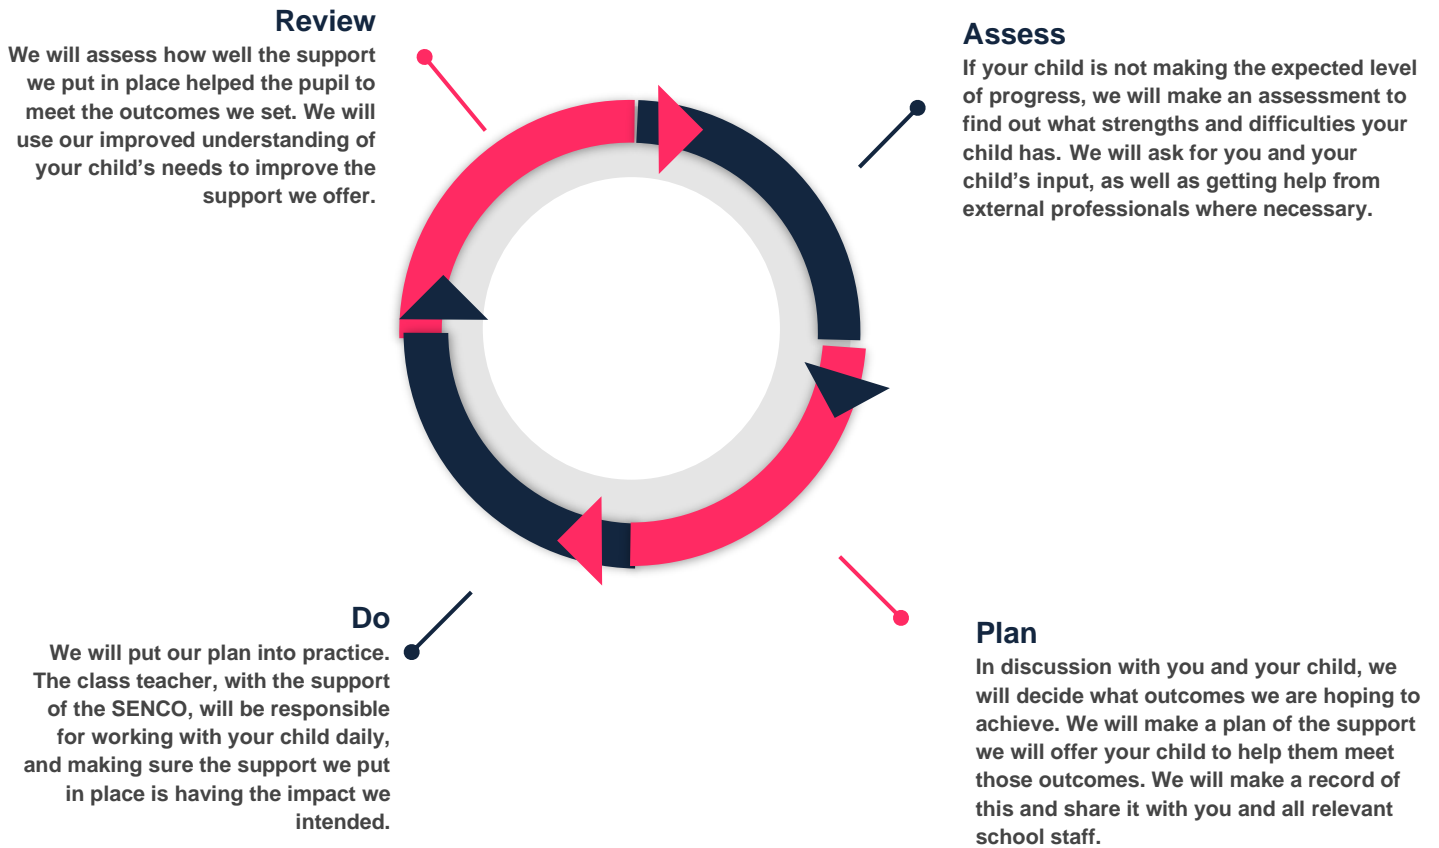 Review
We will assess how well the support
we put in place helped the pupil to
meet the outcomes we set. We will
use our improved understanding of
your child’s needs to improve the
support we offer.
Assess
If your child is not making the expected level
of progress, we will make an assessment to
find out what strengths and difficulties your
child has. We will ask for you and your
child’s input, as well as getting help from
external professionals where necessary.
Do
We will put our plan into practice.
The class teacher, with the support
of the SENCO, will be responsible
for working with your child daily,
and making sure the support we put
in place is having the impact we
intended.
Plan
In discussion with you and your child, we
will decide what outcomes we are hoping to
achieve. We will make a plan of the support
we will offer your child to help them meet
those outcomes. We will make a record of
this and share it with you and all relevant
school staff.